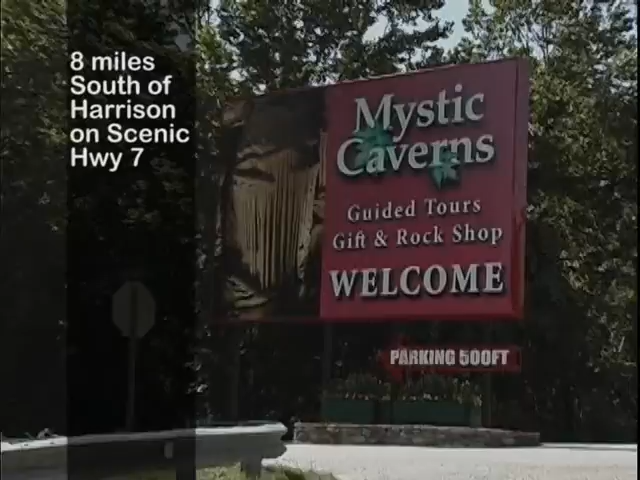 8 miles
South of
Harrison
on Scenic
Hwy 7
Mystic
Caverns
Guided Tours
Gift & Rock Shop
WELCOME
PARKING 500FT